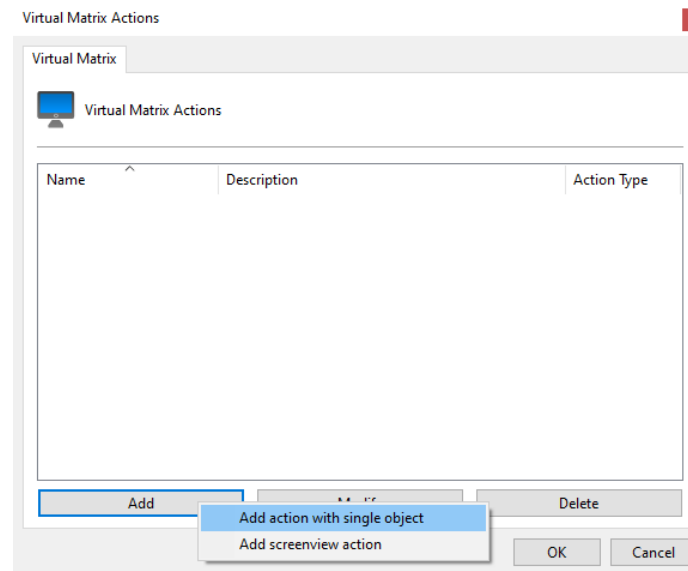 Virtual Matrix Actions
Virtual Matrix
Virtual Matrix Actions
Name Description Action Type
Add Delete
Add action with single object
Add screenview action
OK Cancel